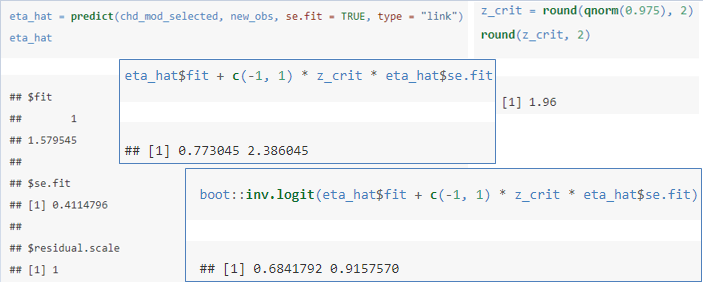 eta_hat = predict(chd_mod_selected, new_obs, se.fit = TRUE, type = "link")
eta_hat
z_crit = round(qnorm(0.975), 2)
round(z_crit, 2)
eta_hat$fit + c(-1, 1) * z_crit * eta_hat$se.fit
## [1] 0.773045 2.386045
[1] 1.96
## $fit
## 1
## 1.579545
##
## $se.fit
## [1] 0.4114796
##
## $residual.scale
## [1] 1
boot::inv.logit(eta_hat$fit + c(-1, 1) * z_crit * eta_hat$se.fit)
## [1] 0.6841792 0.9157570